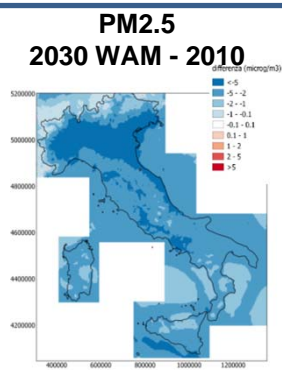 PM2.5
2030 WAM - 2010
differenza (microg/m3)
<-5
-5 - -2
-2 - -1
-1 - -0.1
-0.1 - 0.1
0.1 - 1
1 - 2
2 - 5
>5
5200000
5000000
4800000
4600000
4400000
4200000
400000 600000 800000 1000000 1200000